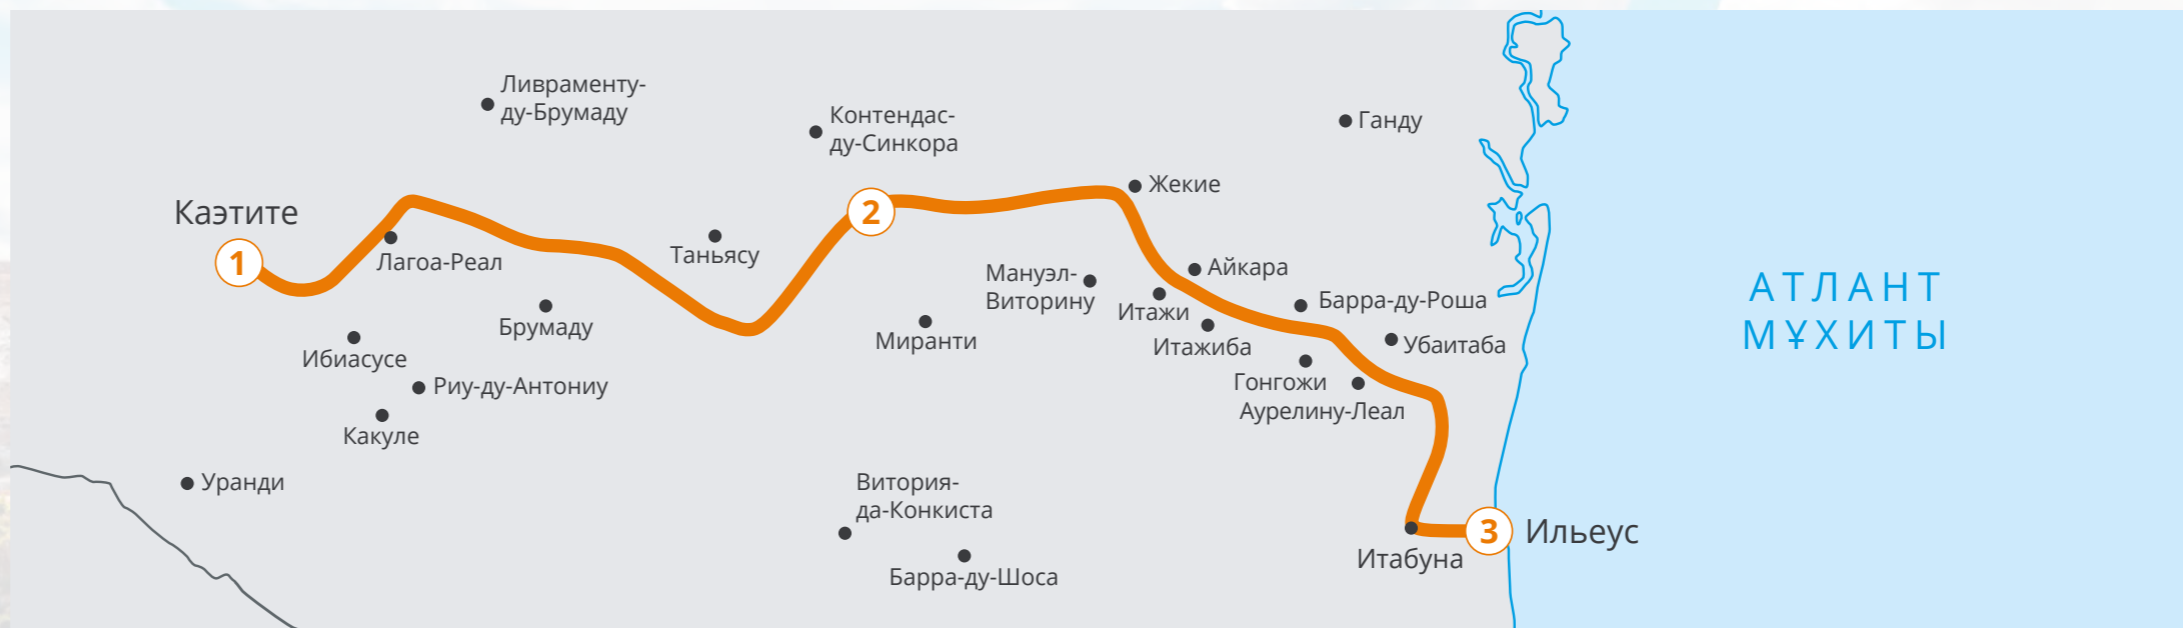 Ливраменту-
ду-Брумаду
Контендас-
ду-Синкора
Ганду
Жекие
Каэтите
1
2
Лагоа-Реал
Таньясу
Мануэл-
Виторину
Айкара
Итажи
Барра-ду-Роша
Брумаду
Миранти
Итажиба
Убаитаба
Ибиасусе
Риу-ду-Антониу
Гонгожи
Аурелину-Леал
Какуле
АТЛАНТ
МҰХИТЫ
Уранди
Витория-
да-Конкиста
Барра-ду-Шоса
Итабуна
3
Ильеус